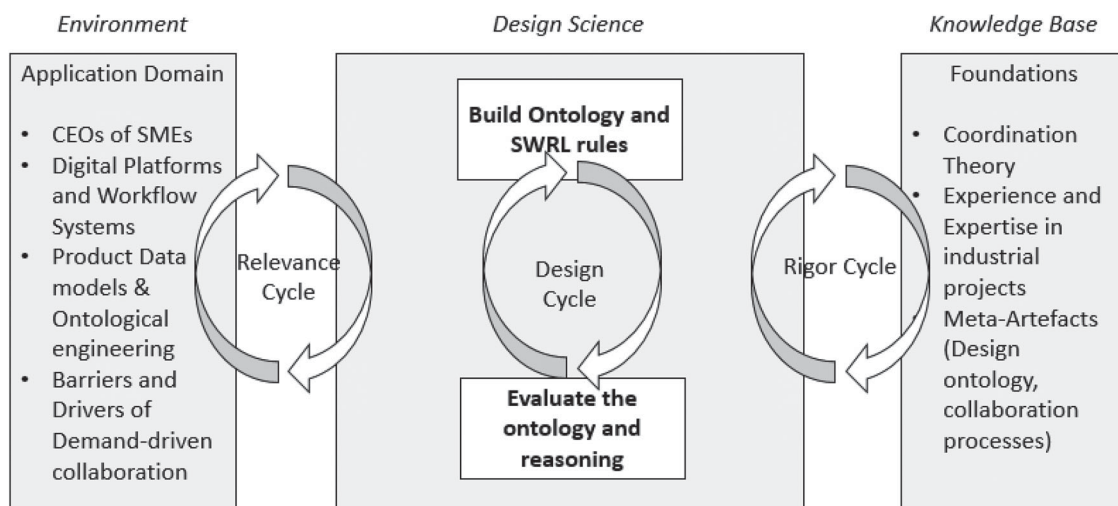 Environment
Design Science
Knowledge Base
Application Domain
• CEOs of SMEs
• Digital Platforms
and Workflow
Systems
• Product Data
models &
Ontological
engineering
• Barriers and
Drivers of
Demand-driven
collaboration
Relevance
Cycle
Build Ontology and
SWRL rules
Design
Cycle
Evaluate the
ontology and
reasoning
Rigor Cycle
Foundations
• Coordination
Theory
• Experience and
Expertise in
industrial
projects
• Meta-Artefacts
(Design
ontology,
collaboration
processes)